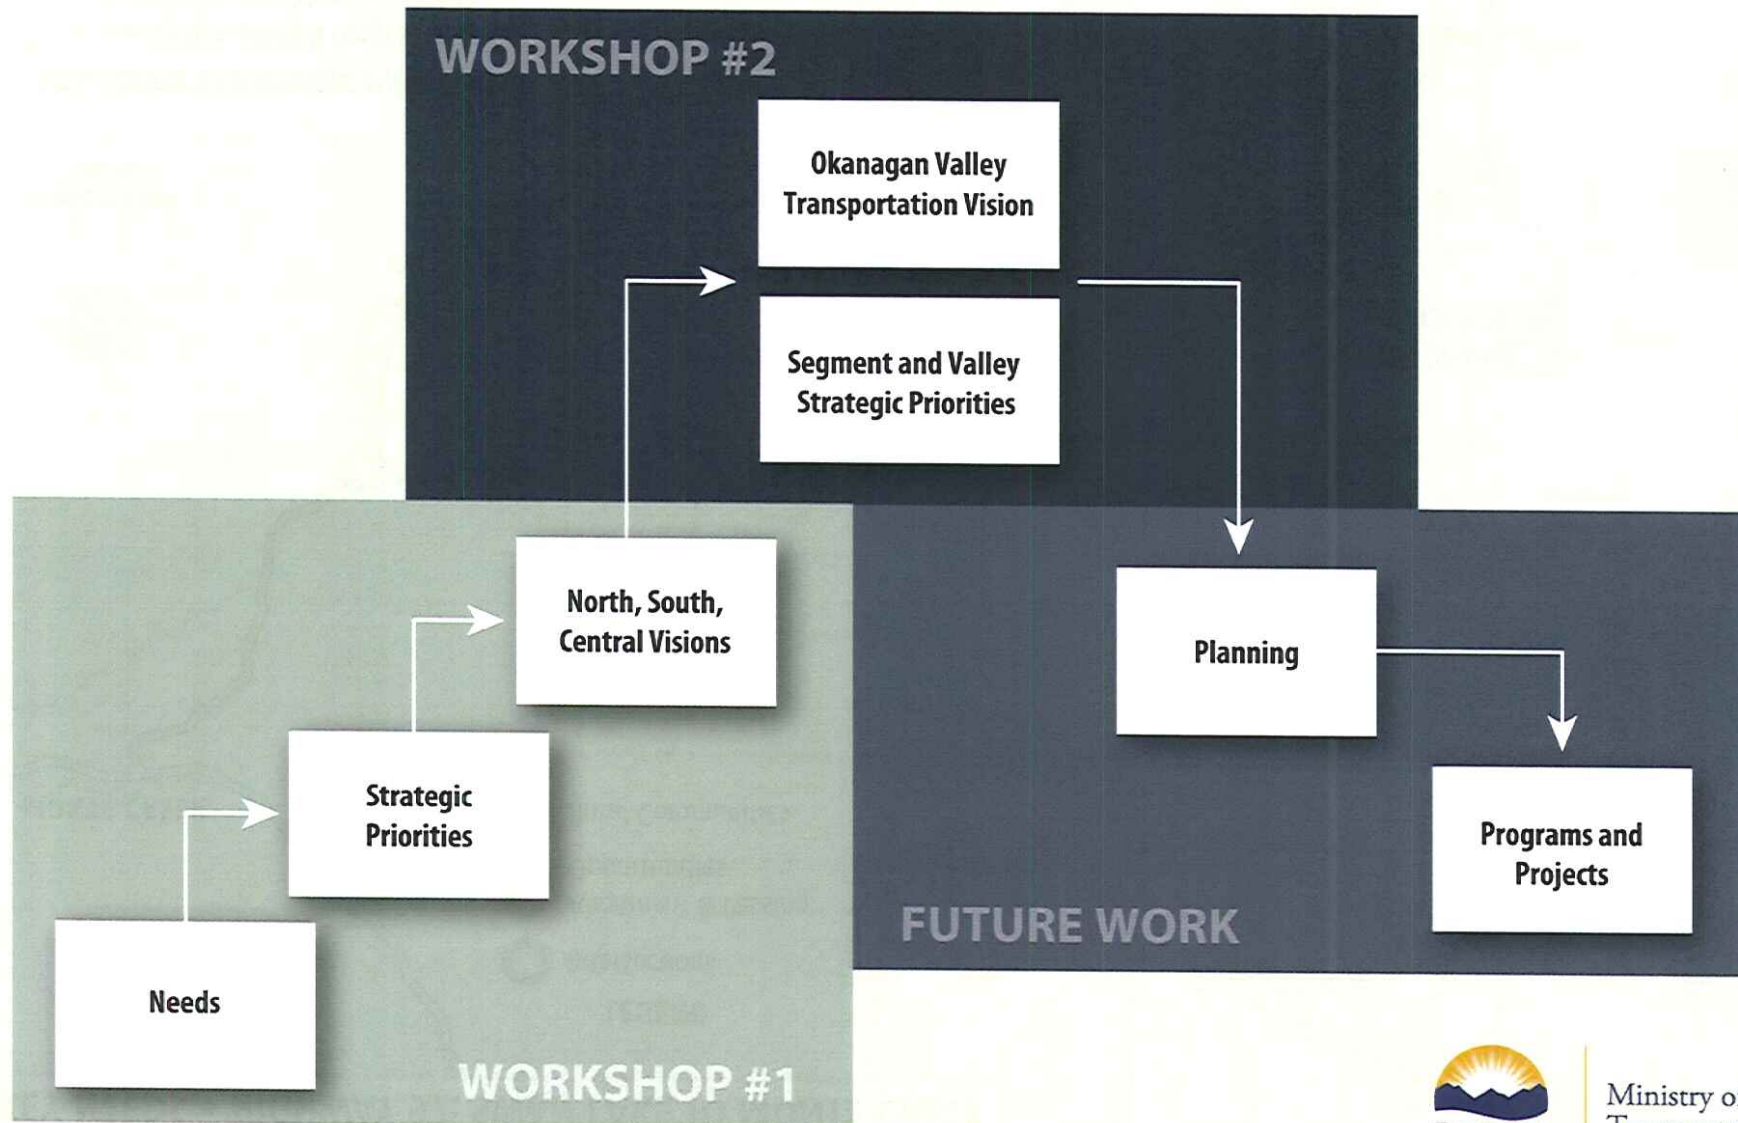 WORKSHOP #2
Okanagan Valley
Transportation Vision
Segment and Valley
Strategic Priorities
North, South,
Central Visions
Strategic
Priorities
Needs
WORKSHOP #1
Planning
Programs and
Projects
FUTURE WORK
Ministry of